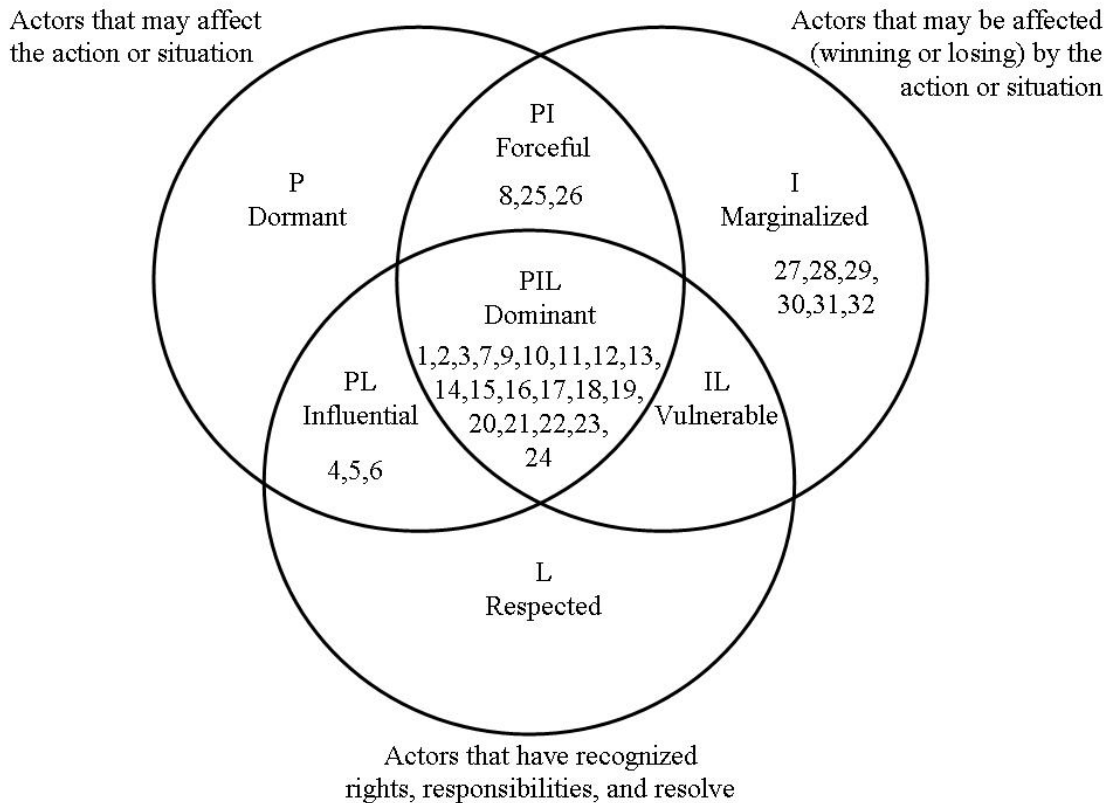 Actors that may affect
the action or situation
Actors that may be affected
(winning or losing) by the
action or situation
PI
Forceful
8,25,26
P
Dormant
I
Marginalized
27,28,29,
30,31,32
PIL
Dominant
1,2,3,7,9,10,11,12,13,
14,15,16,17,18,19,
20,21,22,23,
24
PL
Influential
4,5,6
IL
Vulnerable
L
Respected
Actors that have recognized
rights, responsibilities, and resolve